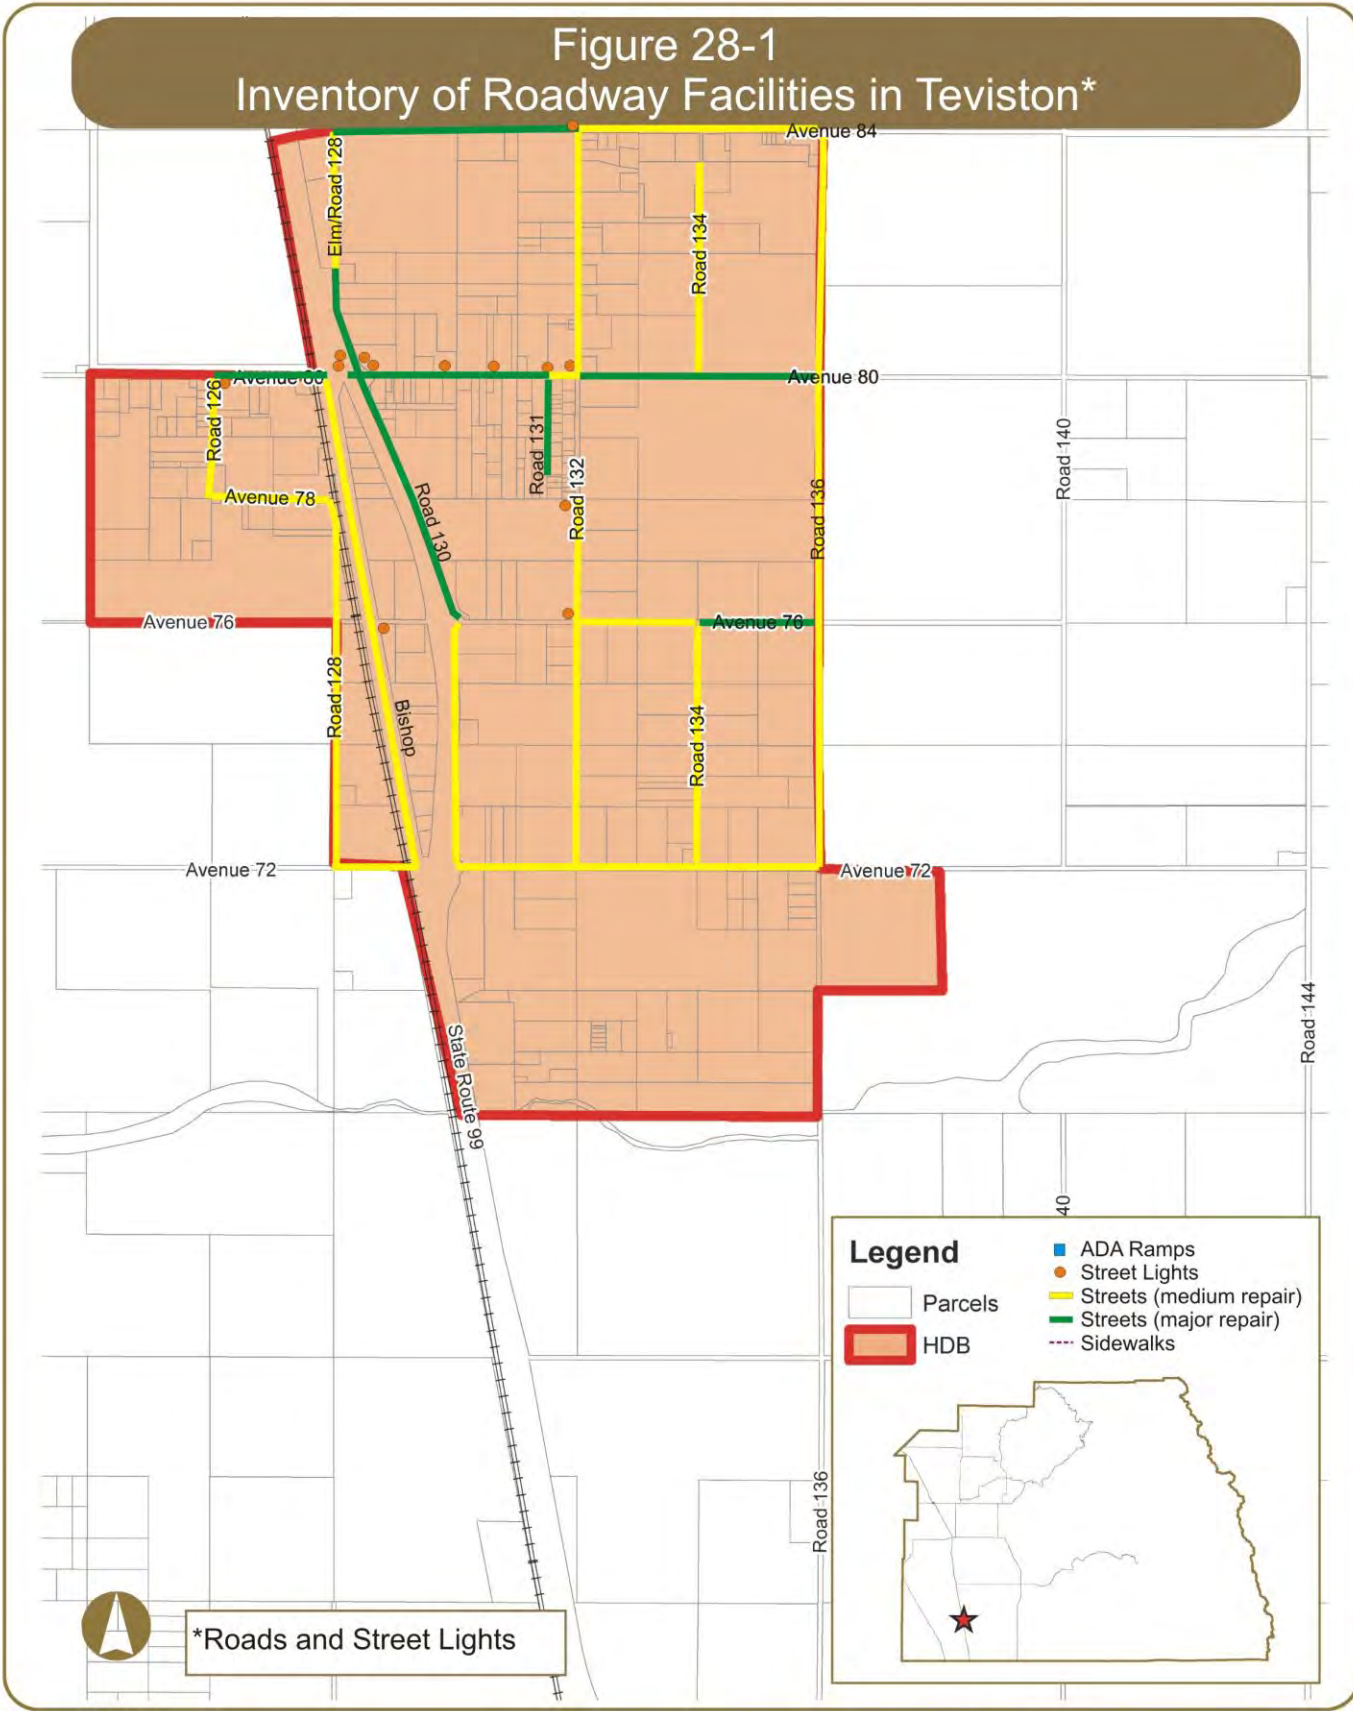 Figure 28-1
Inventory of Roadway Facilities in Teviston*
Avenue 84
Elm/Road 128
Road 134
Avenue 80
Avenue 80
Road 126
Road 131
Road 140
Road 132
Road 136
Avenue 78
Road 130
Avenue 76
Avenue 76
Road 128
Bishop
Road 134
Avenue 72
Avenue 72
State Route 99
Road 144
40
Road 136
Legend
Parcels
HDB
ADA Ramps
Street Lights
Streets (medium repair)
Streets (major repair)
Sidewalks
*Roads and Street Lights